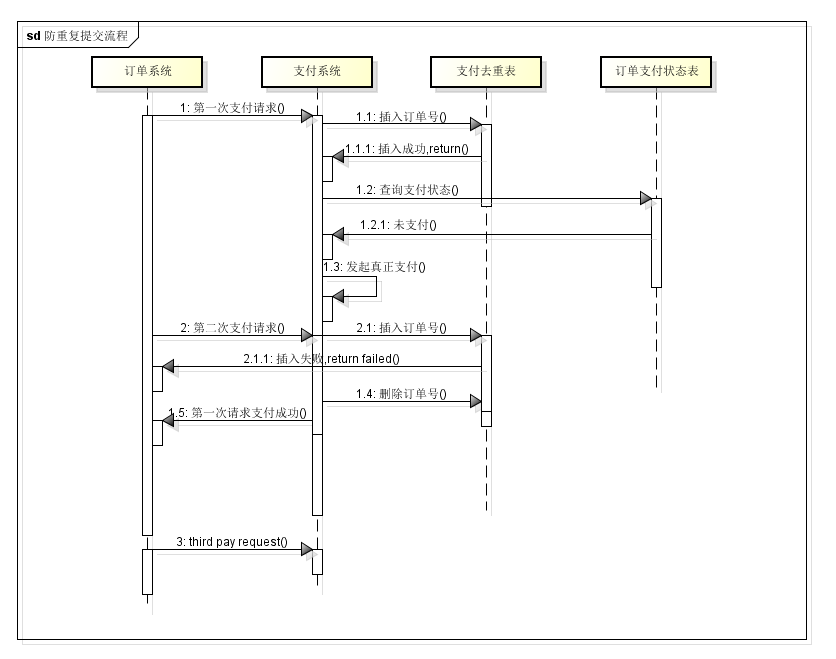 sd 防重复提交流程
订单系统
支付系统
支付去重表
订单支付状态表
1: 第一次支付请求()
1.1: 插入订单号()
1.1.1: 插入成功,return()
1.2: 查询支付状态()
1.2.1: 未支付()
1.3: 发起真正支付()
2: 第二次支付请求()
2.1: 插入订单号()
2.1.1: 插入失败,return failed()
1.4: 删除订单号()
1.5: 第一次请求支付成功()
3: third pay request()